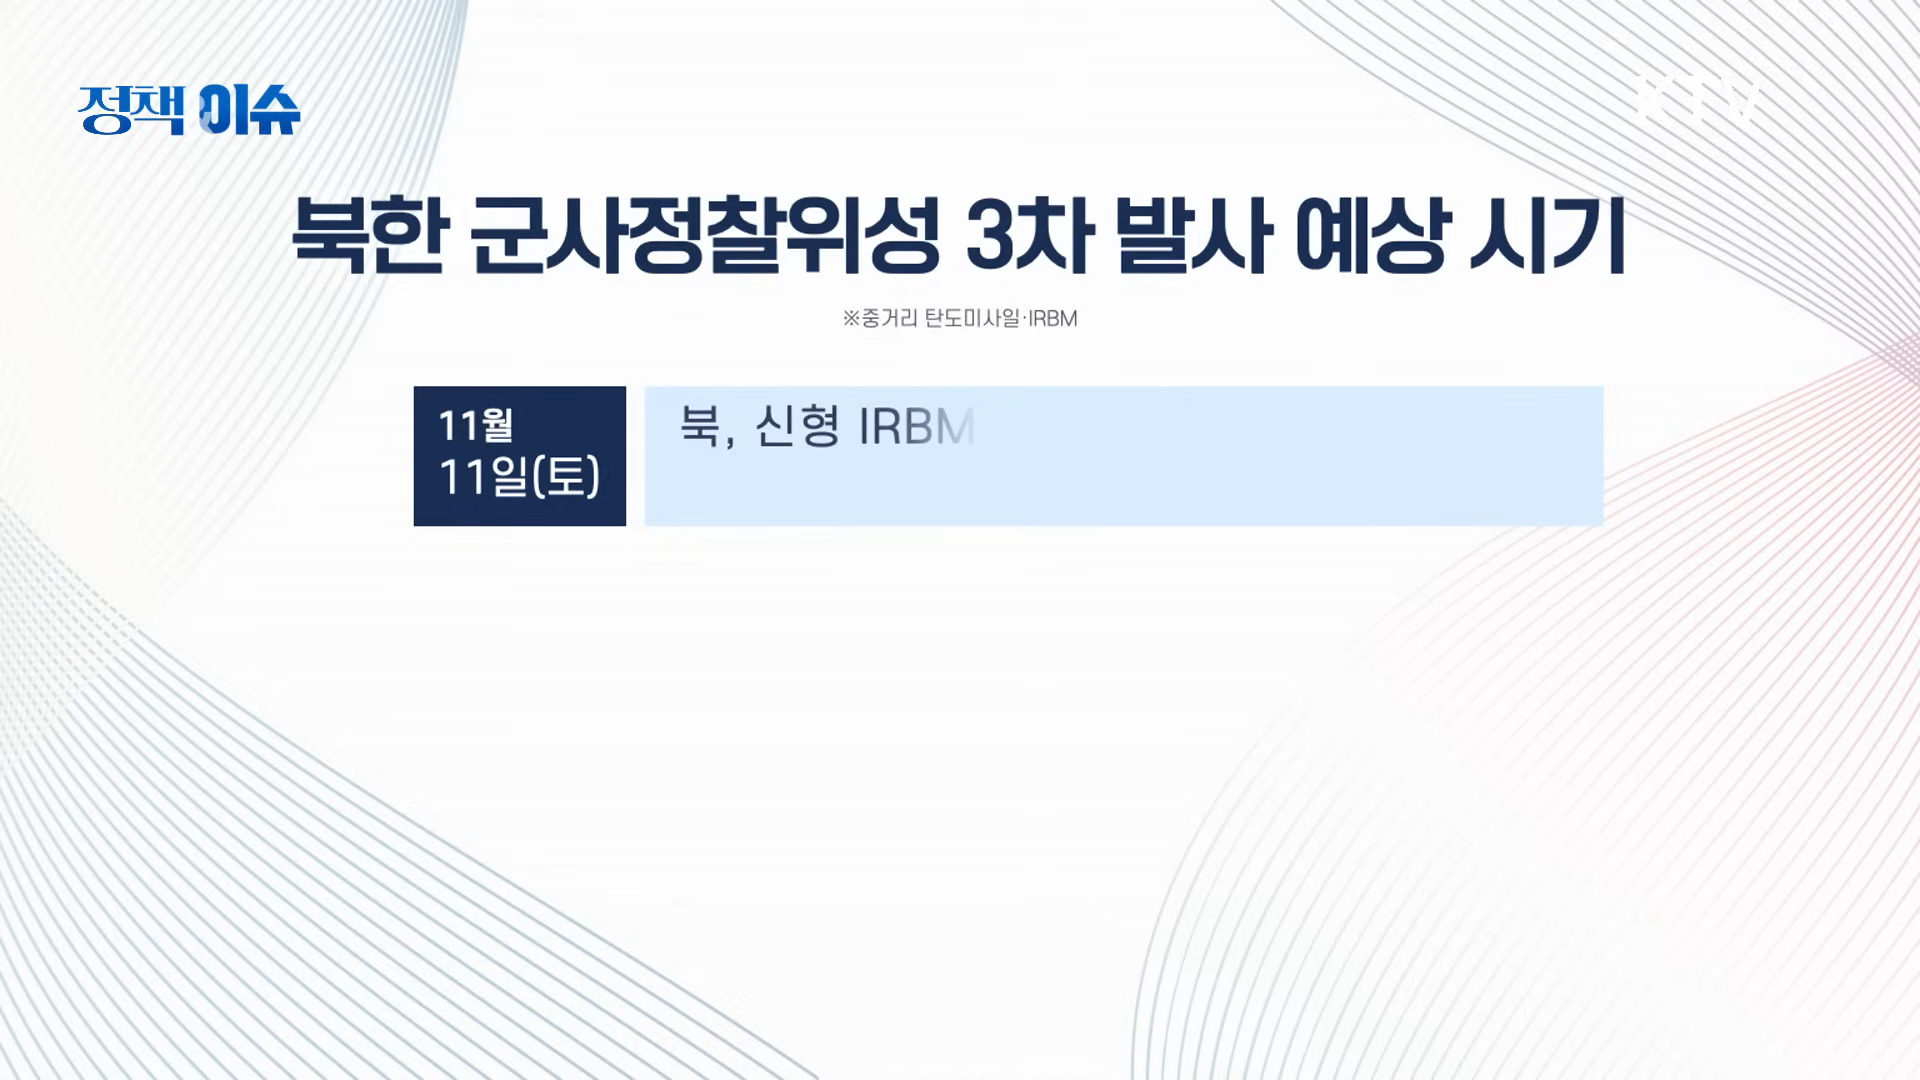 정책 이슈
KTV
북한 군사정찰위성 3차 발사 예상 시기
※중거리 탄도미사일·IRBM
11월
11일(토)
북, 신형 IRBM